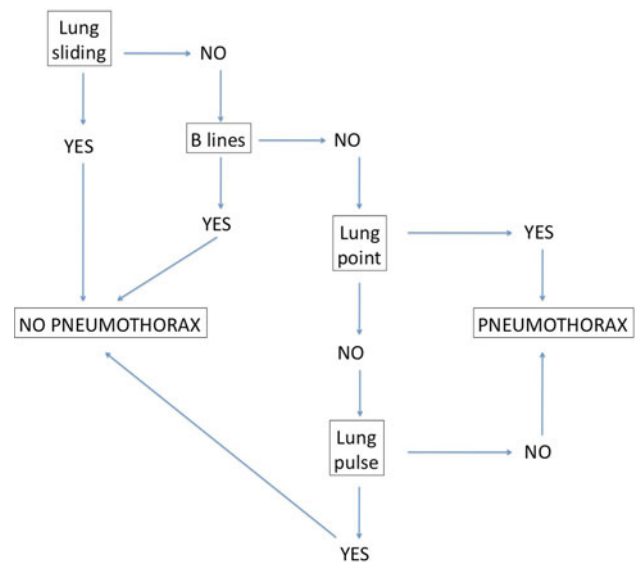 Lung
sliding
NO
YES
B lines
NO
YES
Lung
point
YES
NO PNEUMOTHORAX
PNEUMOTHORAX
NO
Lung
pulse
NO
YES